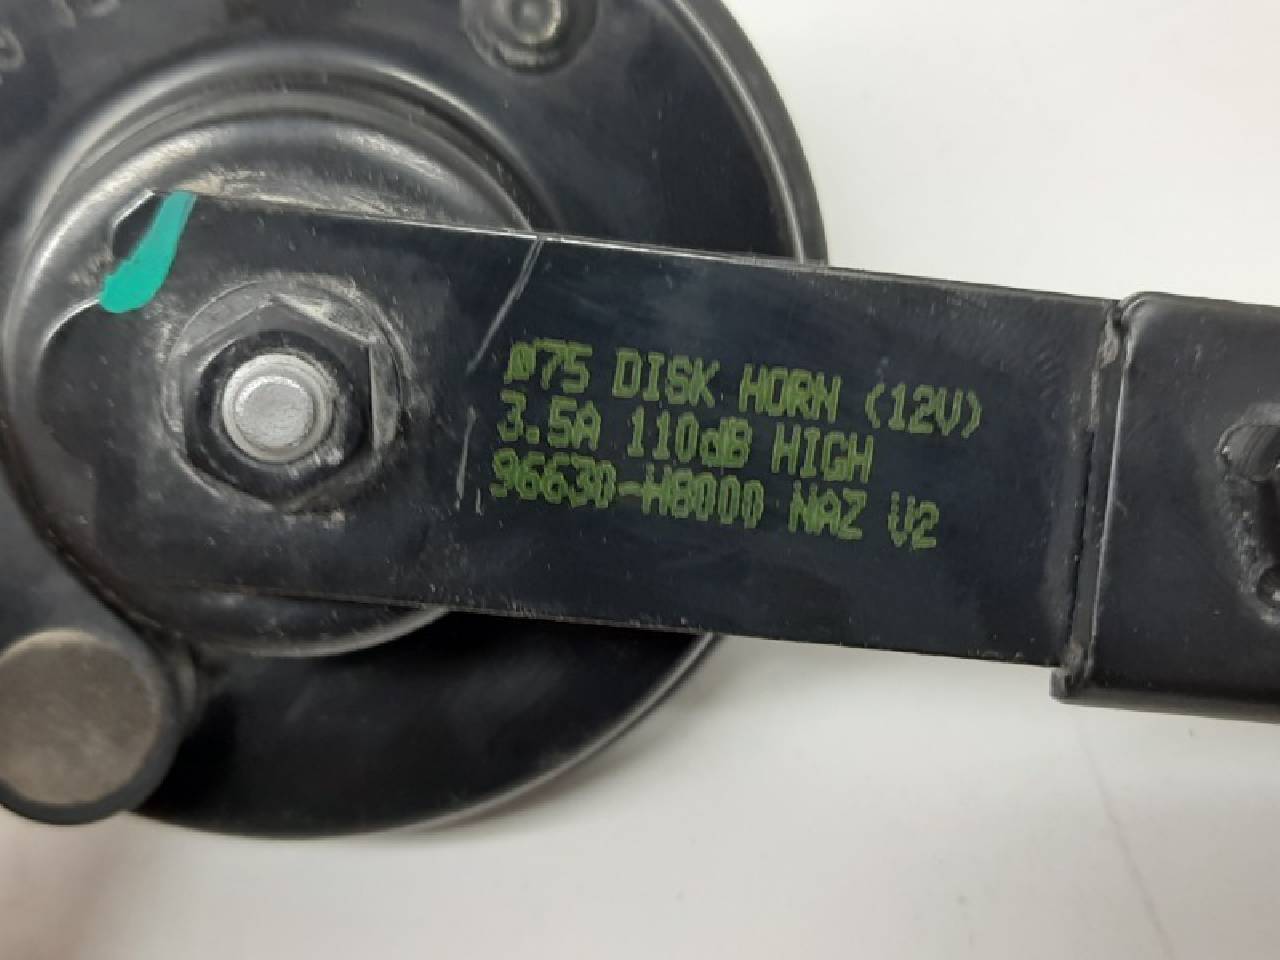 Ø75 DISK HORN (12V)
3.5A 110dB HIGH
96630-H8000 NAZ V2